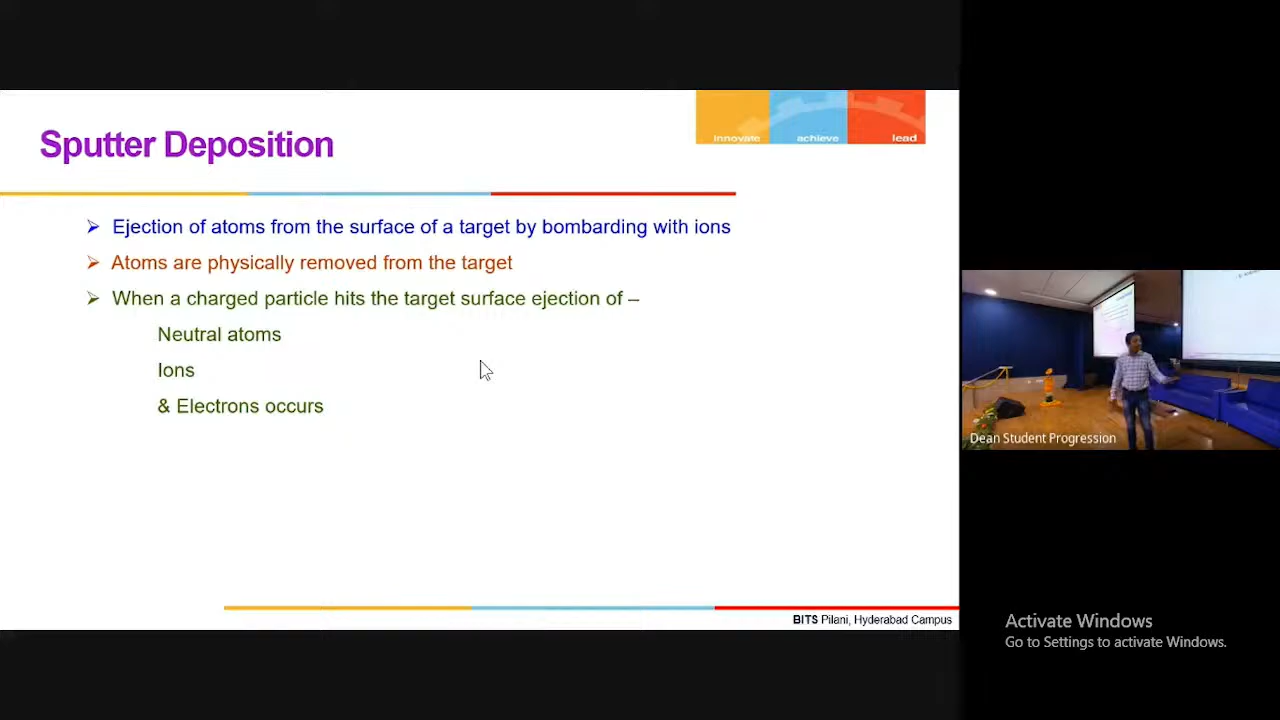 innovate achieve lead
Sputter Deposition
Ejection of atoms from the surface of a target by bombarding with ions
Atoms are physically removed from the target
When a charged particle hits the target surface ejection of –
Neutral atoms
Ions
& Electrons occurs
BITS Pilani, Hyderabad Campus
Dean Student Progression
Activate Windows
Go to Settings to activate Windows.